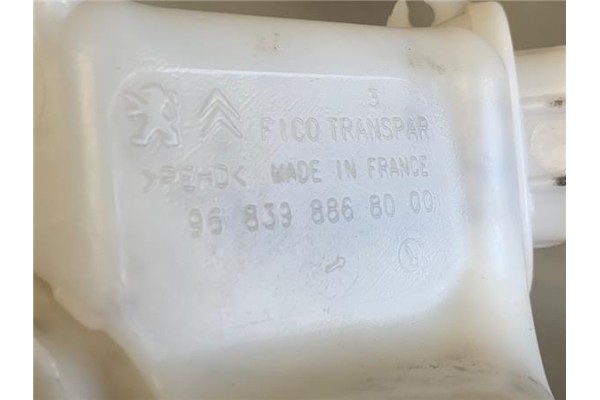 3
FICO TRANSPAR
>PEHD< MADE IN FRANCE
96 839 886 80 00